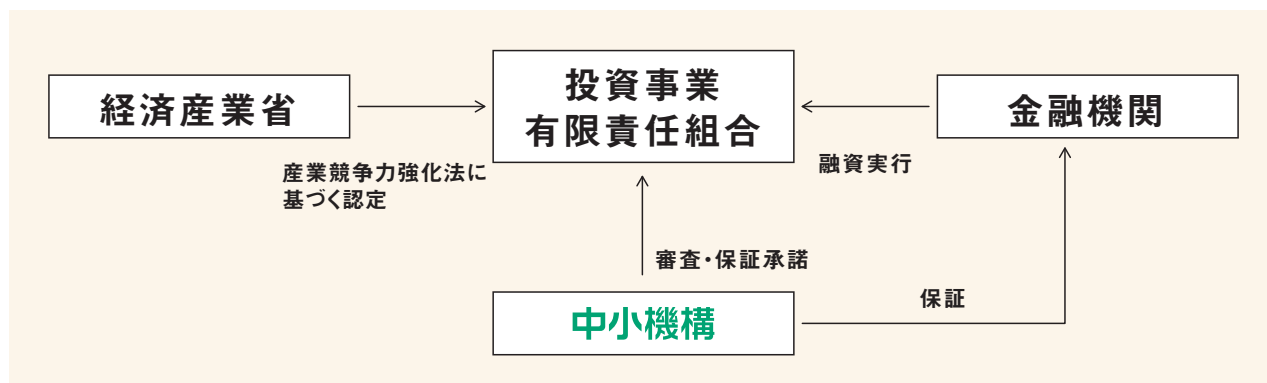 経済産業省
投資事業
有限責任組合
金融機関
産業競争力強化法に
基づく認定
融資実行
審査・保証承諾
中小機構
保証